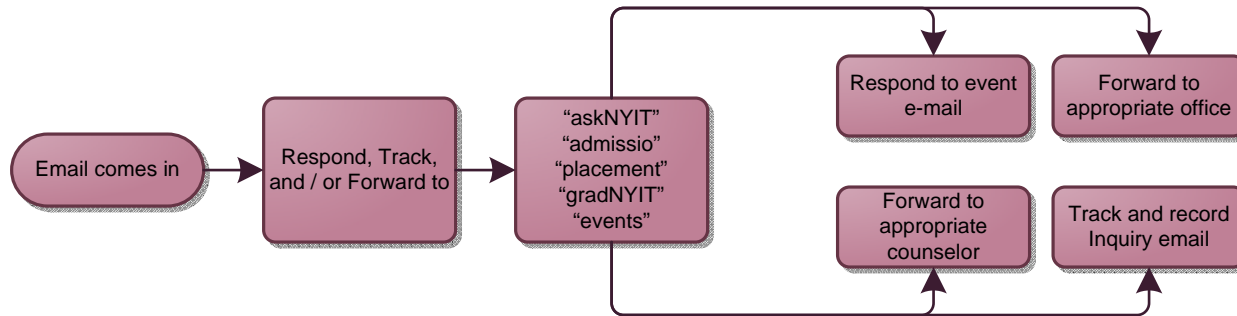 Email comes in
Respond, Track,
and / or Forward to
“askNYIT”
“admissio”
“placement”
“gradNYIT”
“events”
Respond to event
e-mail
Forward to
appropriate office
Forward to
appropriate
counselor
Track and record
Inquiry email